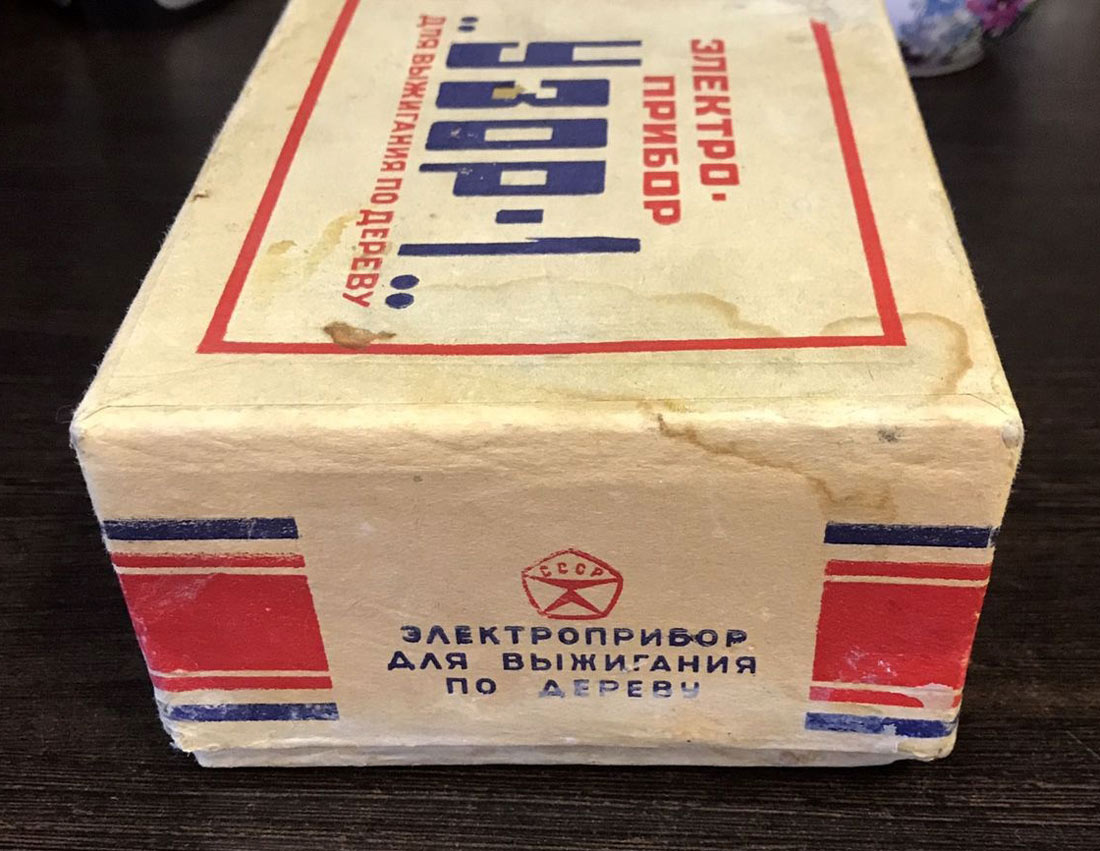 ЭЛЕКТРО-
ПРИБОР
"УЗОР-1"
ДЛЯ ВЫЖИГАНИЯ ПО ДЕРЕВУ
СССР
ЭЛЕКТРОПРИБОР
ДЛЯ ВЫЖИГАНИЯ
ПО ДЕРЕВУ